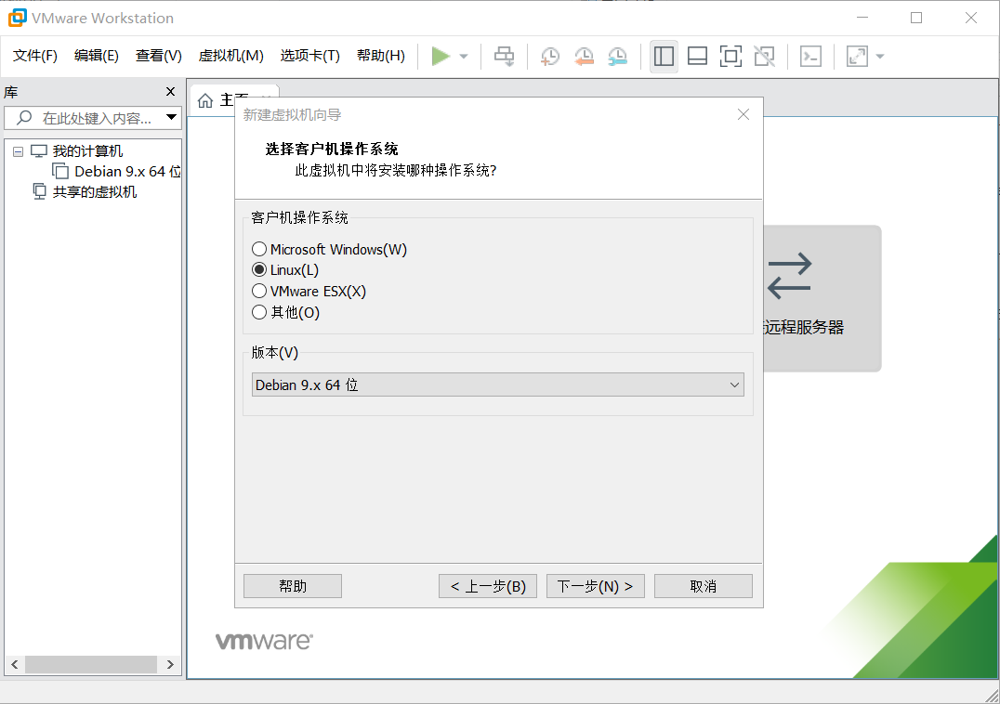 VMware Workstation
文件(F) 编辑(E) 查看(V) 虚拟机(M) 选项卡(T) 帮助(H)
库
在此处键入内容...
我的计算机
Debian 9.x 64 位
共享的虚拟机
主页
新建虚拟机向导
选择客户机操作系统
此虚拟机中将安装哪种操作系统?
客户机操作系统
Microsoft Windows(W)
Linux(L)
VMware ESX(X)
其他(O)
版本(V)
Debian 9.x 64 位
远程服务器
帮助 < 上一步(B) 下一步(N) > 取消
vmware